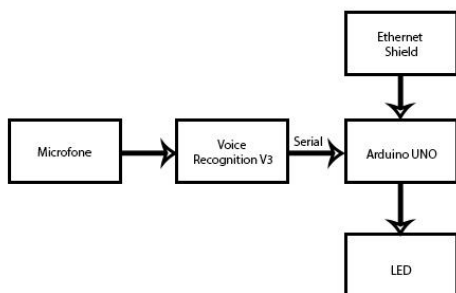 Ethernet
Shield
Microfone
Voice
Recognition V3
Serial
Arduino UNO
LED